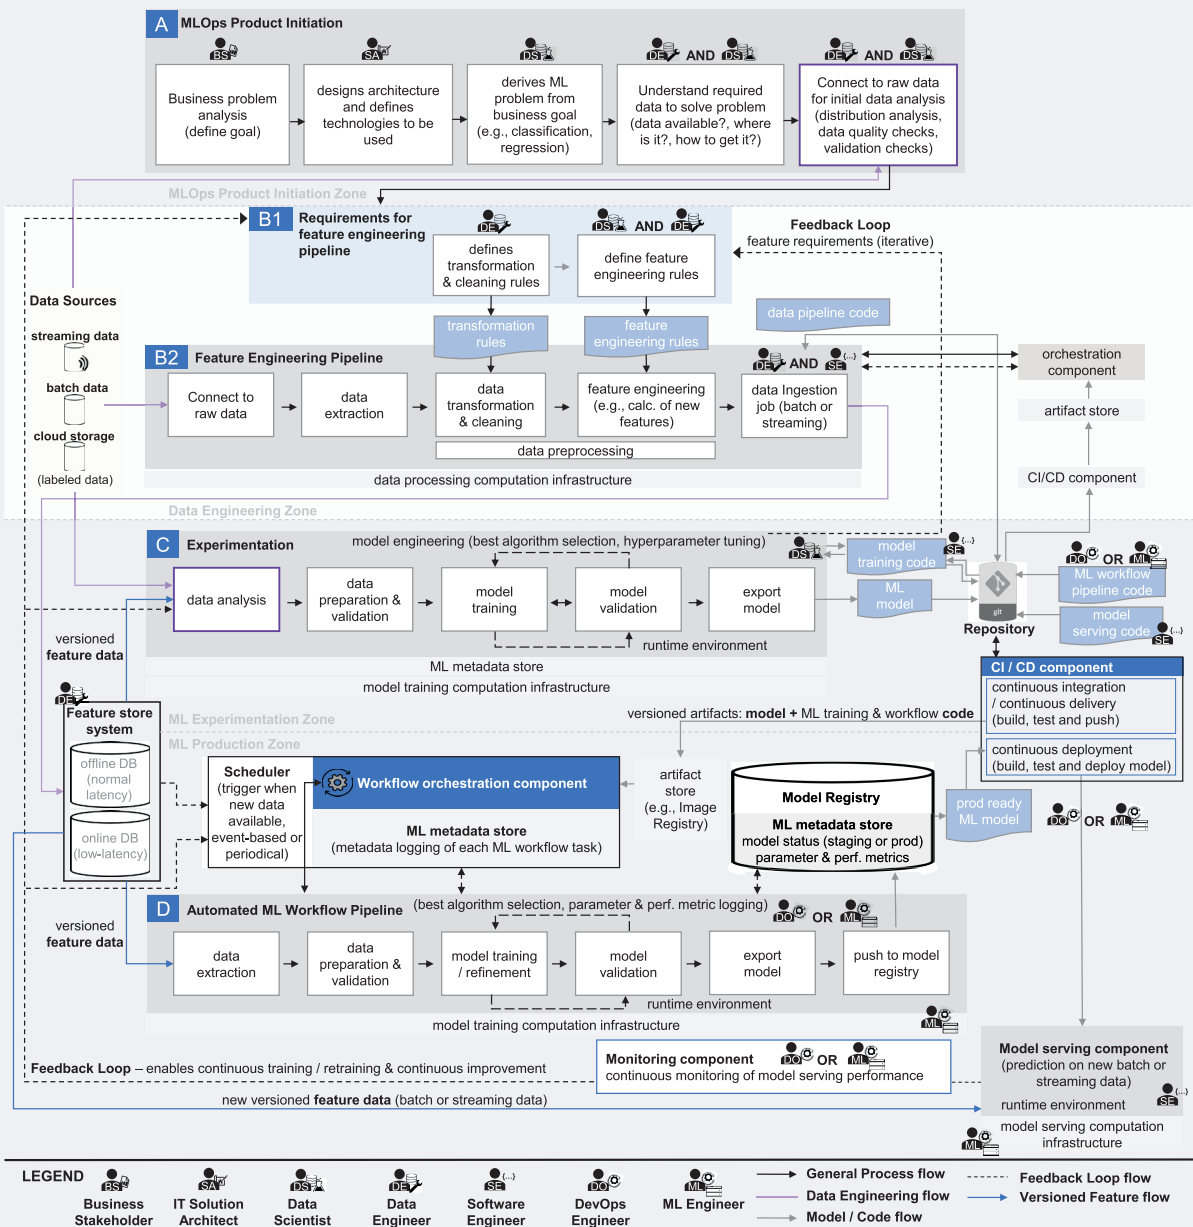 A MLOps Product Initiation
BS
SA
DS
DE AND DS
DE AND DS
Business problem
analysis
(define goal)
designs architecture
and defines
technologies to be
used
derives ML
problem from
business goal
(e.g., classification,
regression)
Understand required
data to solve problem
(data available?, where
is it?, how to get it?)
Connect to raw data
for initial data analysis
(distribution analysis,
data quality checks,
validation checks)
MLOps Product Initiation Zone
B1 Requirements for
feature engineering
pipeline
DE
DS AND DE
defines
transformation
& cleaning rules
define feature
engineering rules
Feedback Loop
feature requirements (iterative)
Data Sources
streaming data
batch data
cloud storage
(labeled data)
transformation
rules
feature
engineering rules
data pipeline code
B2 Feature Engineering Pipeline
DE AND SE {...}
Connect to
raw data
data
extraction
data
transformation
& cleaning
feature engineering
(e.g., calc. of new
features)
data Ingestion
job (batch or
streaming)
data preprocessing
data processing computation infrastructure
orchestration
component
artifact store
CI/CD component
Data Engineering Zone
C Experimentation
model engineering (best algorithm selection, hyperparameter tuning)
data analysis
data
preparation &
validation
model
training
model
validation
export
model
runtime environment
ML metadata store
model training computation infrastructure
DS
model
training code
SE {...}
ML
model
git
Repository
DO OR ML
ML workflow
pipeline code
model
serving code
SE {...}
versioned
feature data
DE
Feature store
system
offline DB
(normal
latency)
online DB
(low-latency)
versioned
feature data
ML Experimentation Zone
ML Production Zone
versioned artifacts: model + ML training & workflow code
CI / CD component
continuous integration
/ continuous delivery
(build, test and push)
continuous deployment
(build, test and deploy model)
Scheduler
(trigger when
new data
available,
event-based or
periodical)
Workflow orchestration component
ML metadata store
(metadata logging of each ML workflow task)
artifact
store
(e.g., Image
Registry)
Model Registry
ML metadata store
model status (staging or prod)
parameter & perf. metrics
prod ready
ML model
DO OR ML
D Automated ML Workflow Pipeline
(best algorithm selection, parameter & perf. metric logging)
DO OR ML
data
extraction
data
preparation &
validation
model training
/ refinement
model
validation
export
model
push to model
registry
runtime environment
model training computation infrastructure
ML
Feedback Loop – enables continuous training / retraining & continuous improvement
Monitoring component
DO OR ML
continuous monitoring of model serving performance
new versioned feature data (batch or streaming data)
Model serving component
(prediction on new batch or
streaming data)
runtime environment
SE {...}
model serving computation
infrastructure
ML
LEGEND
BS
Business
Stakeholder
SA
IT Solution
Architect
DS
Data
Scientist
DE
Data
Engineer
SE {...}
Software
Engineer
DO
DevOps
Engineer
ML
ML Engineer
General Process flow
Data Engineering flow
Model / Code flow
Feedback Loop flow
Versioned Feature flow